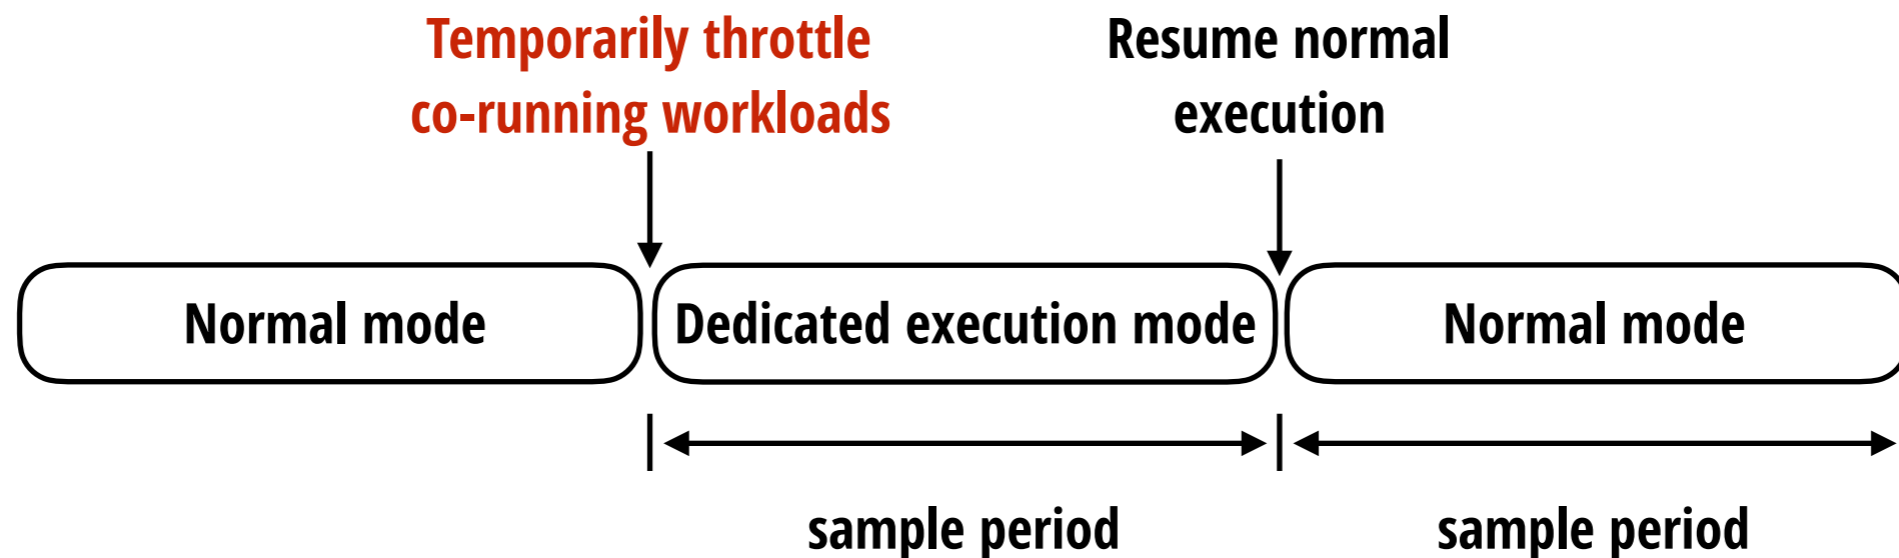 Temporarily throttle
co-running workloads
Resume normal
execution
Normal mode
Dedicated execution mode
Normal mode
sample period
sample period